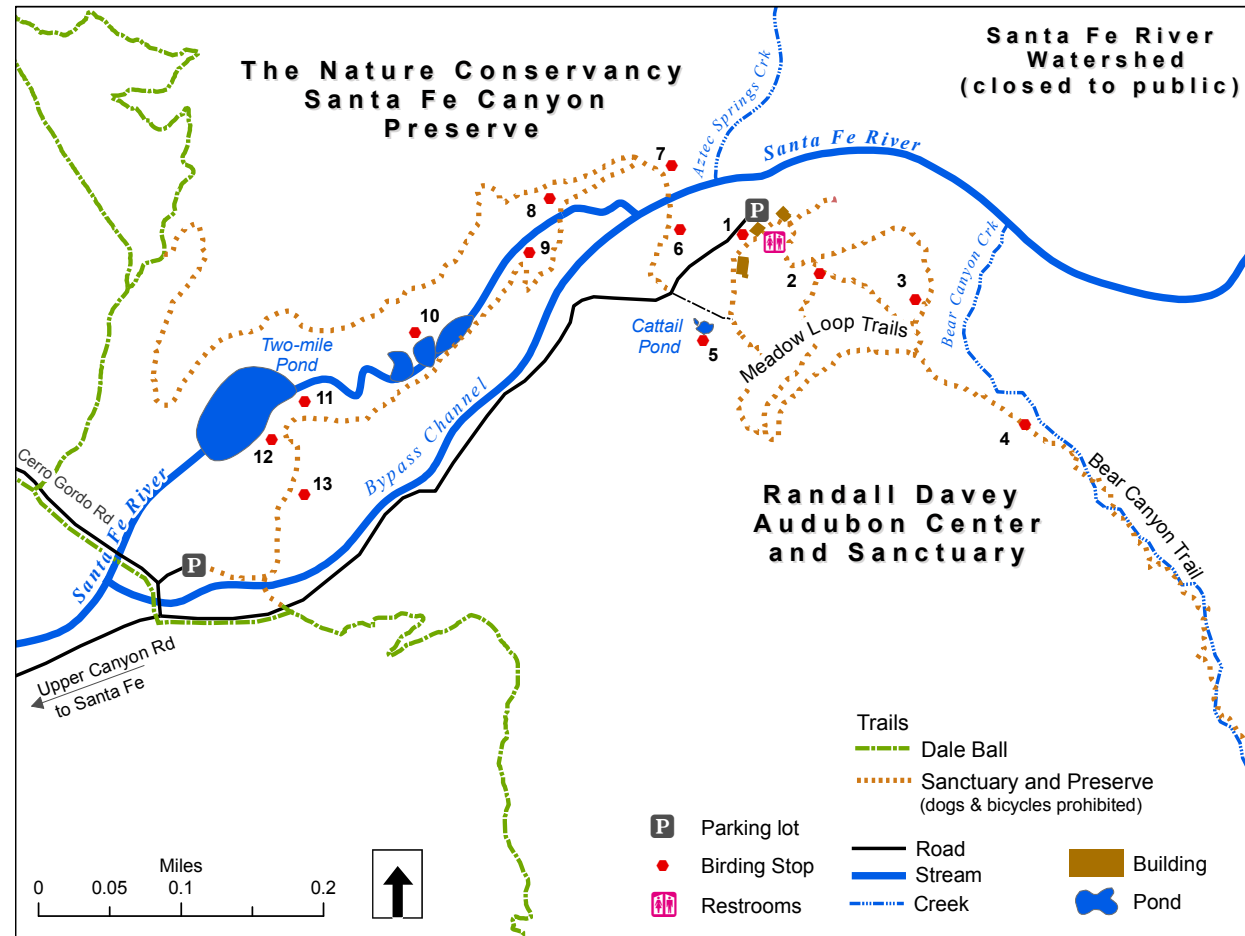 The Nature Conservancy
Santa Fe Canyon
Preserve
Santa Fe River
Watershed
(closed to public)
Aztec Springs Crk
Santa Fe River
7
8
P
1
6
9
2
3
Bear Canyon Crk
10
Cattail
Pond
5
Meadow Loop Trails
Two-mile
Pond
11
4
12
Bypass Channel
Cerro Gordo Rd
13
Bear Canyon Trail
Randall Davey
Audubon Center
and Sanctuary
Santa Fe River
P
Upper Canyon Rd
to Santa Fe
Trails
Dale Ball
Sanctuary and Preserve
(dogs & bicycles prohibited)
P Parking lot
Birding Stop
Restrooms
Road
Stream
Creek
Building
Pond
Miles
0 0.05 0.1 0.2